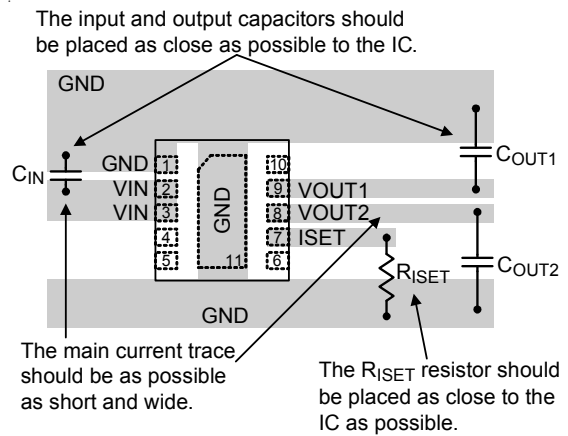 The input and output capacitors should
be placed as close as possible to the IC.
GND
CIN
GND
VIN
VIN
1
2
3
4
5
GND
11
10
9
8
7
6
VOUT1
VOUT2
ISET
COUT1
COUT2
RISET
GND
The main current trace
should be as possible
as short and wide.
The RISET resistor should
be placed as close to the
IC as possible.